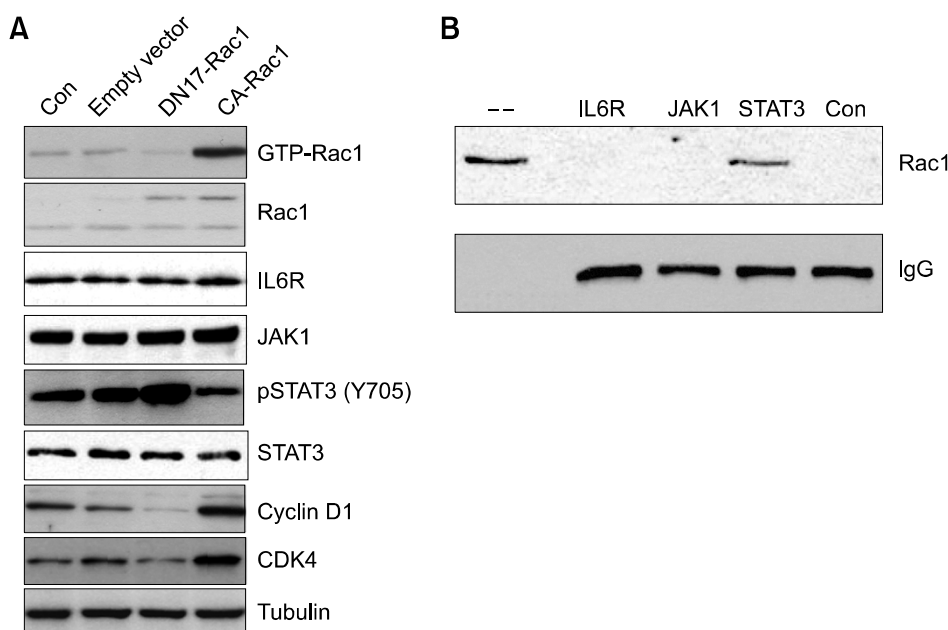 A
Con
Empty vector
DN17-Rac1
CA-Rac1
GTP-Rac1
Rac1
IL6R
JAK1
pSTAT3 (Y705)
STAT3
Cyclin D1
CDK4
Tubulin
B
-- IL6R JAK1 STAT3 Con
Rac1
IgG